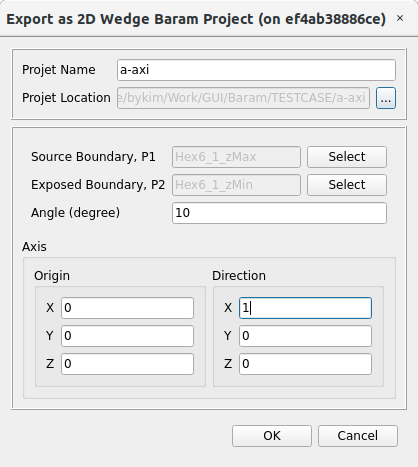 Export as 2D Wedge Baram Project (on ef4ab38886ce) ×
Projet Name a-axi
Projet Location e/bykim/Work/GUI/Baram/TESTCASE/a-axi ...
Source Boundary, P1 Hex6_1_zMax Select
Exposed Boundary, P2 Hex6_1_zMin Select
Angle (degree) 10
Axis
Origin Direction
X 0 X 1
Y 0 Y 0
Z 0 Z 0
OK Cancel